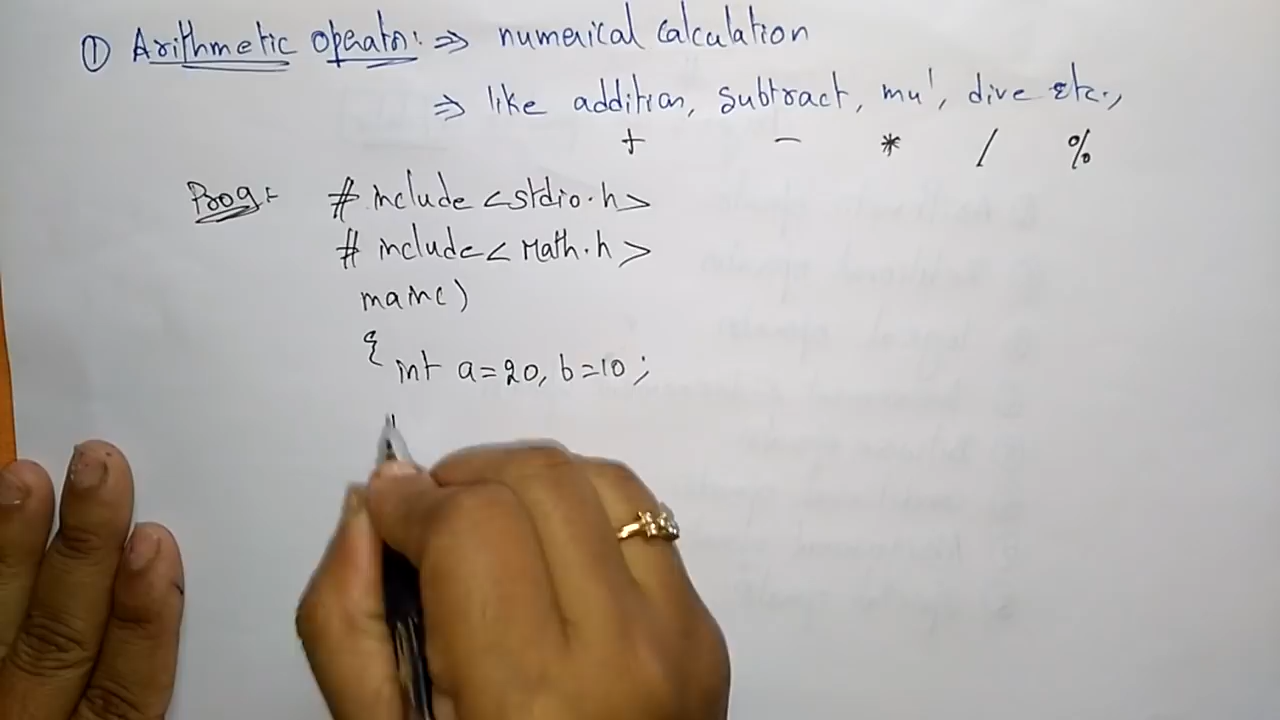 ① Arithmetic operator: ⇒ numerical calculation
⇒ like addition, subtract, mul, dive etc.,
+ - * / %
Prog:- # include <stdio.h>
# include <Math.h>
main()
{
int a=20, b=10;